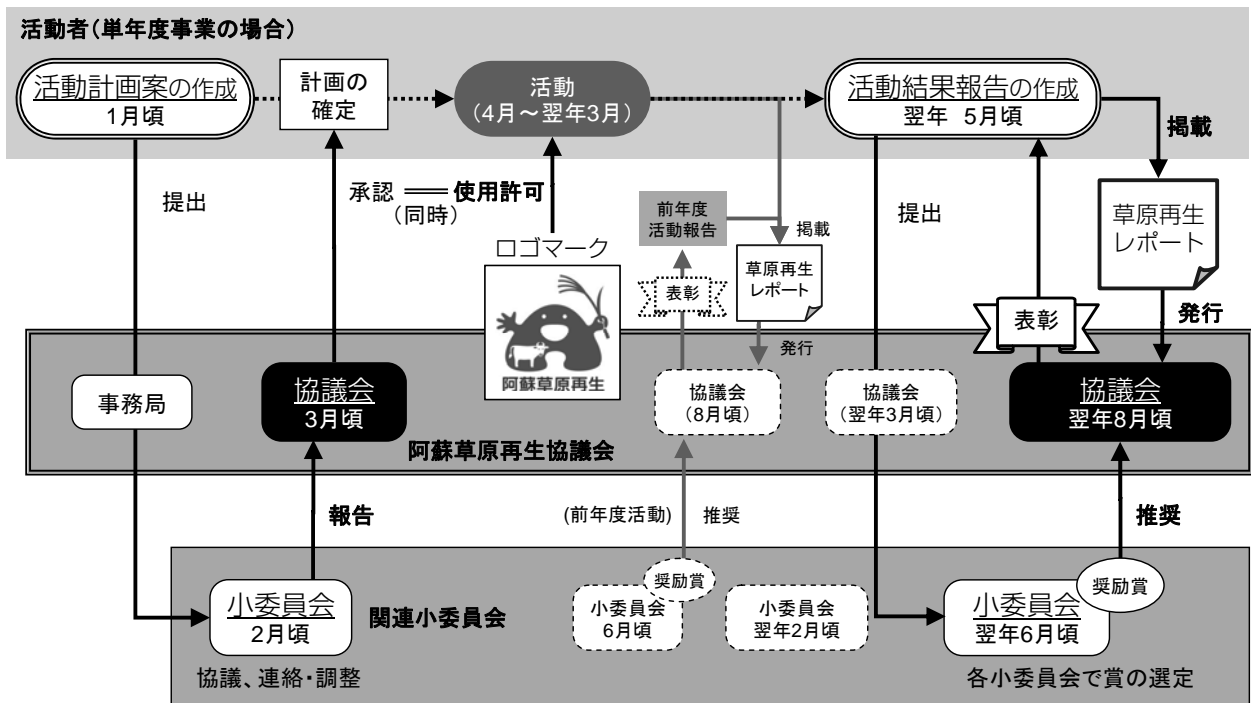 活動者(単年度事業の場合)
活動計画案の作成
1月頃
計画の
確定
活動
(4月～翌年3月)
活動結果報告の作成
翌年 5月頃
掲載
提出
承認
使用許可
(同時)
ロゴマーク
阿蘇草原再生
前年度
活動報告
掲載
表彰
草原再生
レポート
発行
提出
草原再生
レポート
表彰
発行
事務局
協議会
3月頃
協議会
(8月頃)
協議会
(翌年3月頃)
協議会
翌年8月頃
阿蘇草原再生協議会
報告
(前年度活動)
推奨
推奨
小委員会
2月頃
関連小委員会
奨励賞
小委員会
6月頃
小委員会
翌年2月頃
小委員会
翌年6月頃
奨励賞
協議、連絡・調整
各小委員会で賞の選定